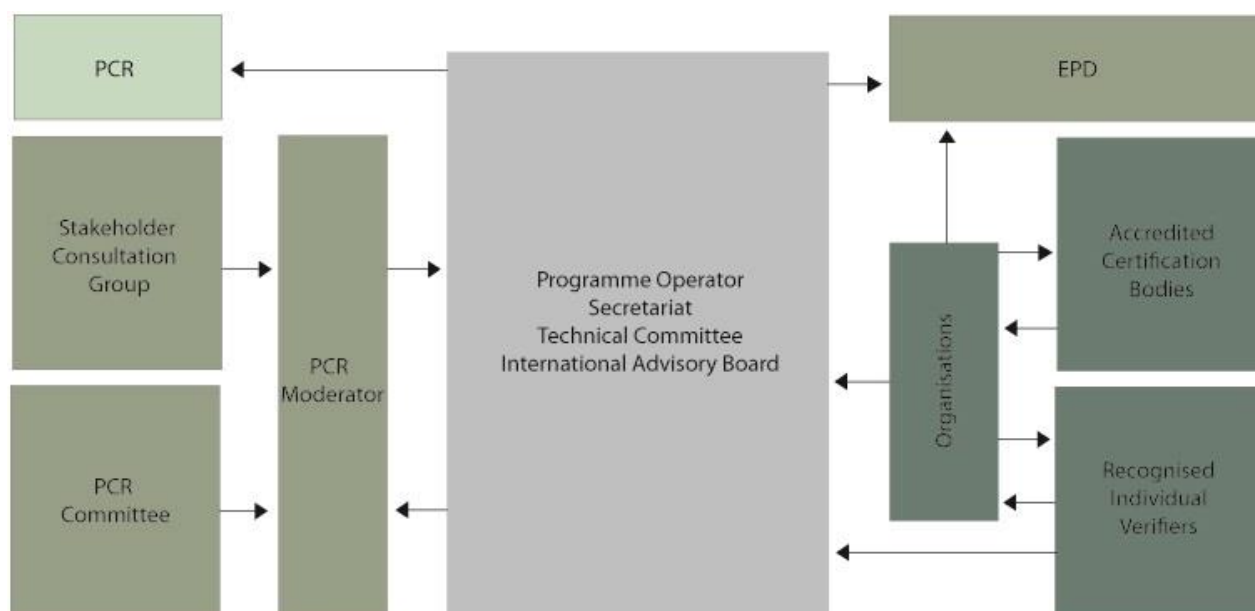 PCR
EPD
Stakeholder
Consultation
Group
PCR
Committee
PCR
Moderator
Programme Operator
Secretariat
Technical Committee
International Advisory Board
Organisations
Accredited
Certification
Bodies
Recognised
Individual
Verifiers